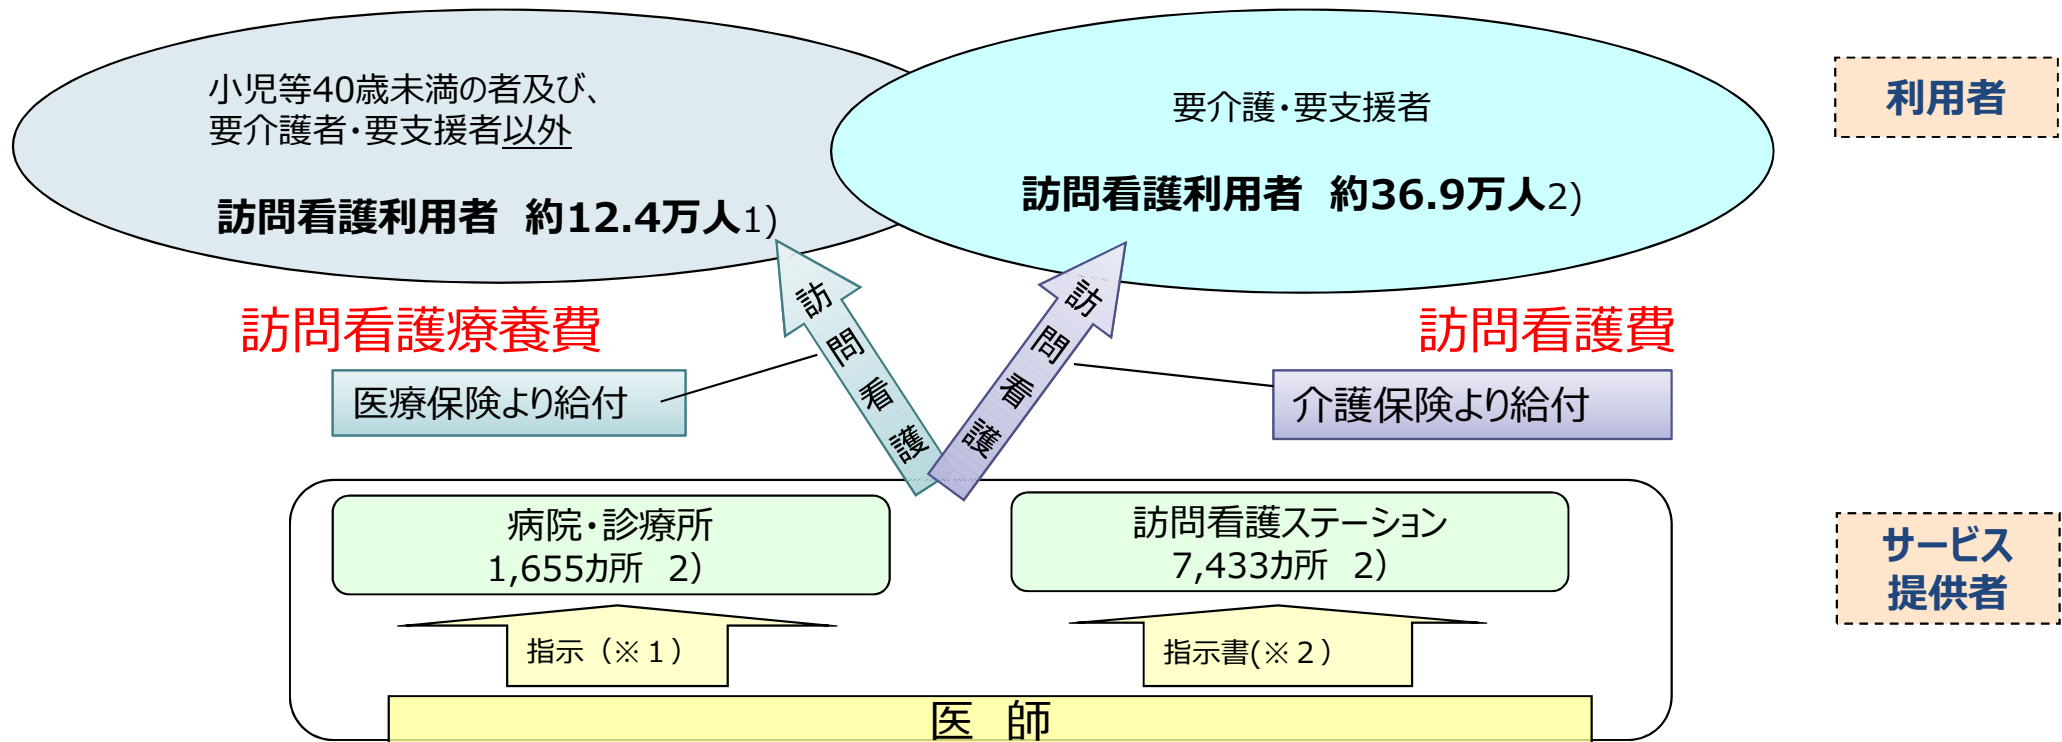 小児等40歳未満の者及び、
要介護者・要支援者以外
訪問看護利用者 約12.4万人1)
要介護・要支援者
訪問看護利用者 約36.9万人2)
利用者
訪問看護療養費
医療保険より給付
訪問看護
訪問看護
訪問看護費
介護保険より給付
病院・診療所
1,655カ所 2）
訪問看護ステーション
7,433カ所 2）
サービス
提供者
指示（※１）
指示書(※２）
医 師